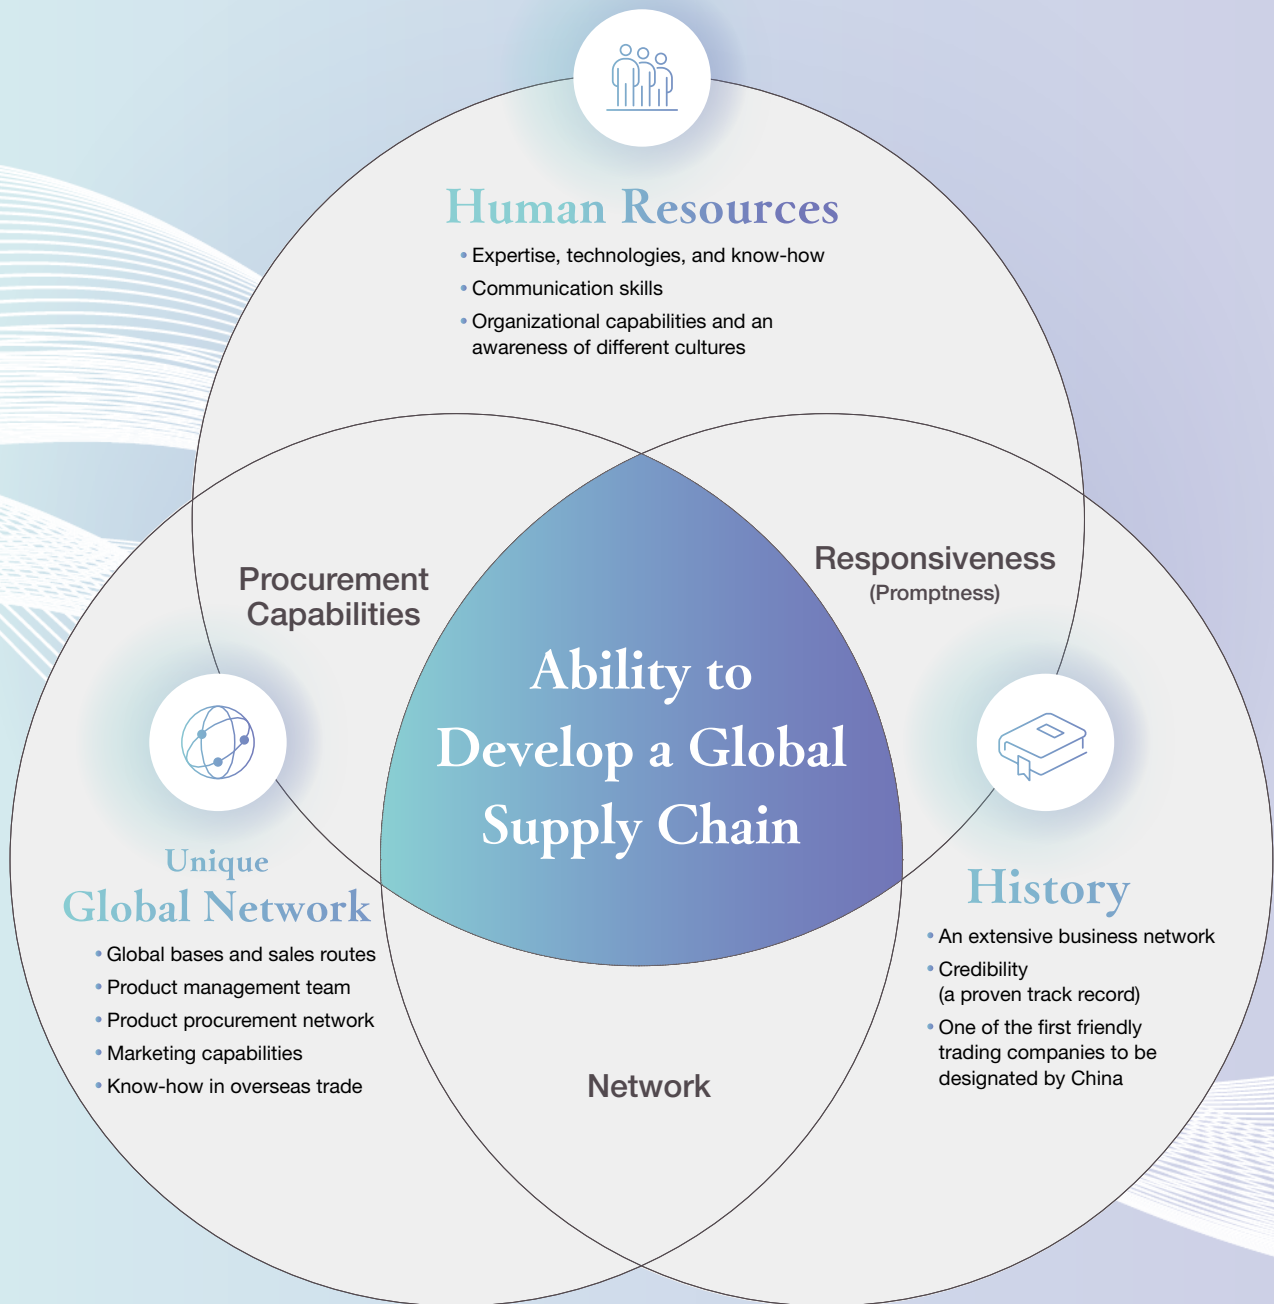 Human Resources
• Expertise, technologies, and know-how
• Communication skills
• Organizational capabilities and an
awareness of different cultures
Procurement
Capabilities
Responsiveness
(Promptness)
Ability to
Develop a Global
Supply Chain
Unique
Global Network
• Global bases and sales routes
• Product management team
• Product procurement network
• Marketing capabilities
• Know-how in overseas trade
History
• An extensive business network
• Credibility
(a proven track record)
• One of the first friendly
trading companies to be
designated by China
Network